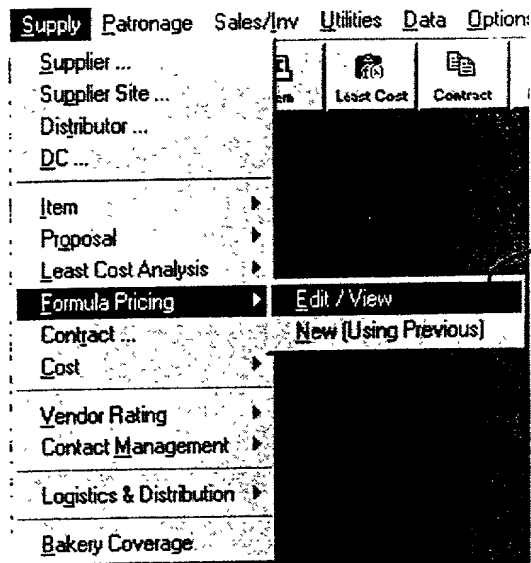 Supply Patronage Sales/Inv Utilities Data Option
Supplier ...
Supplier Site ...
Distributor ...
DC ...
Least Cost Contract
Item
Proposal
Least Cost Analysis
Formula Pricing
Edit / View
New (Using Previous)
Contract ...
Cost
Vendor Rating
Contact Management
Logistics & Distribution
Bakery Coverage